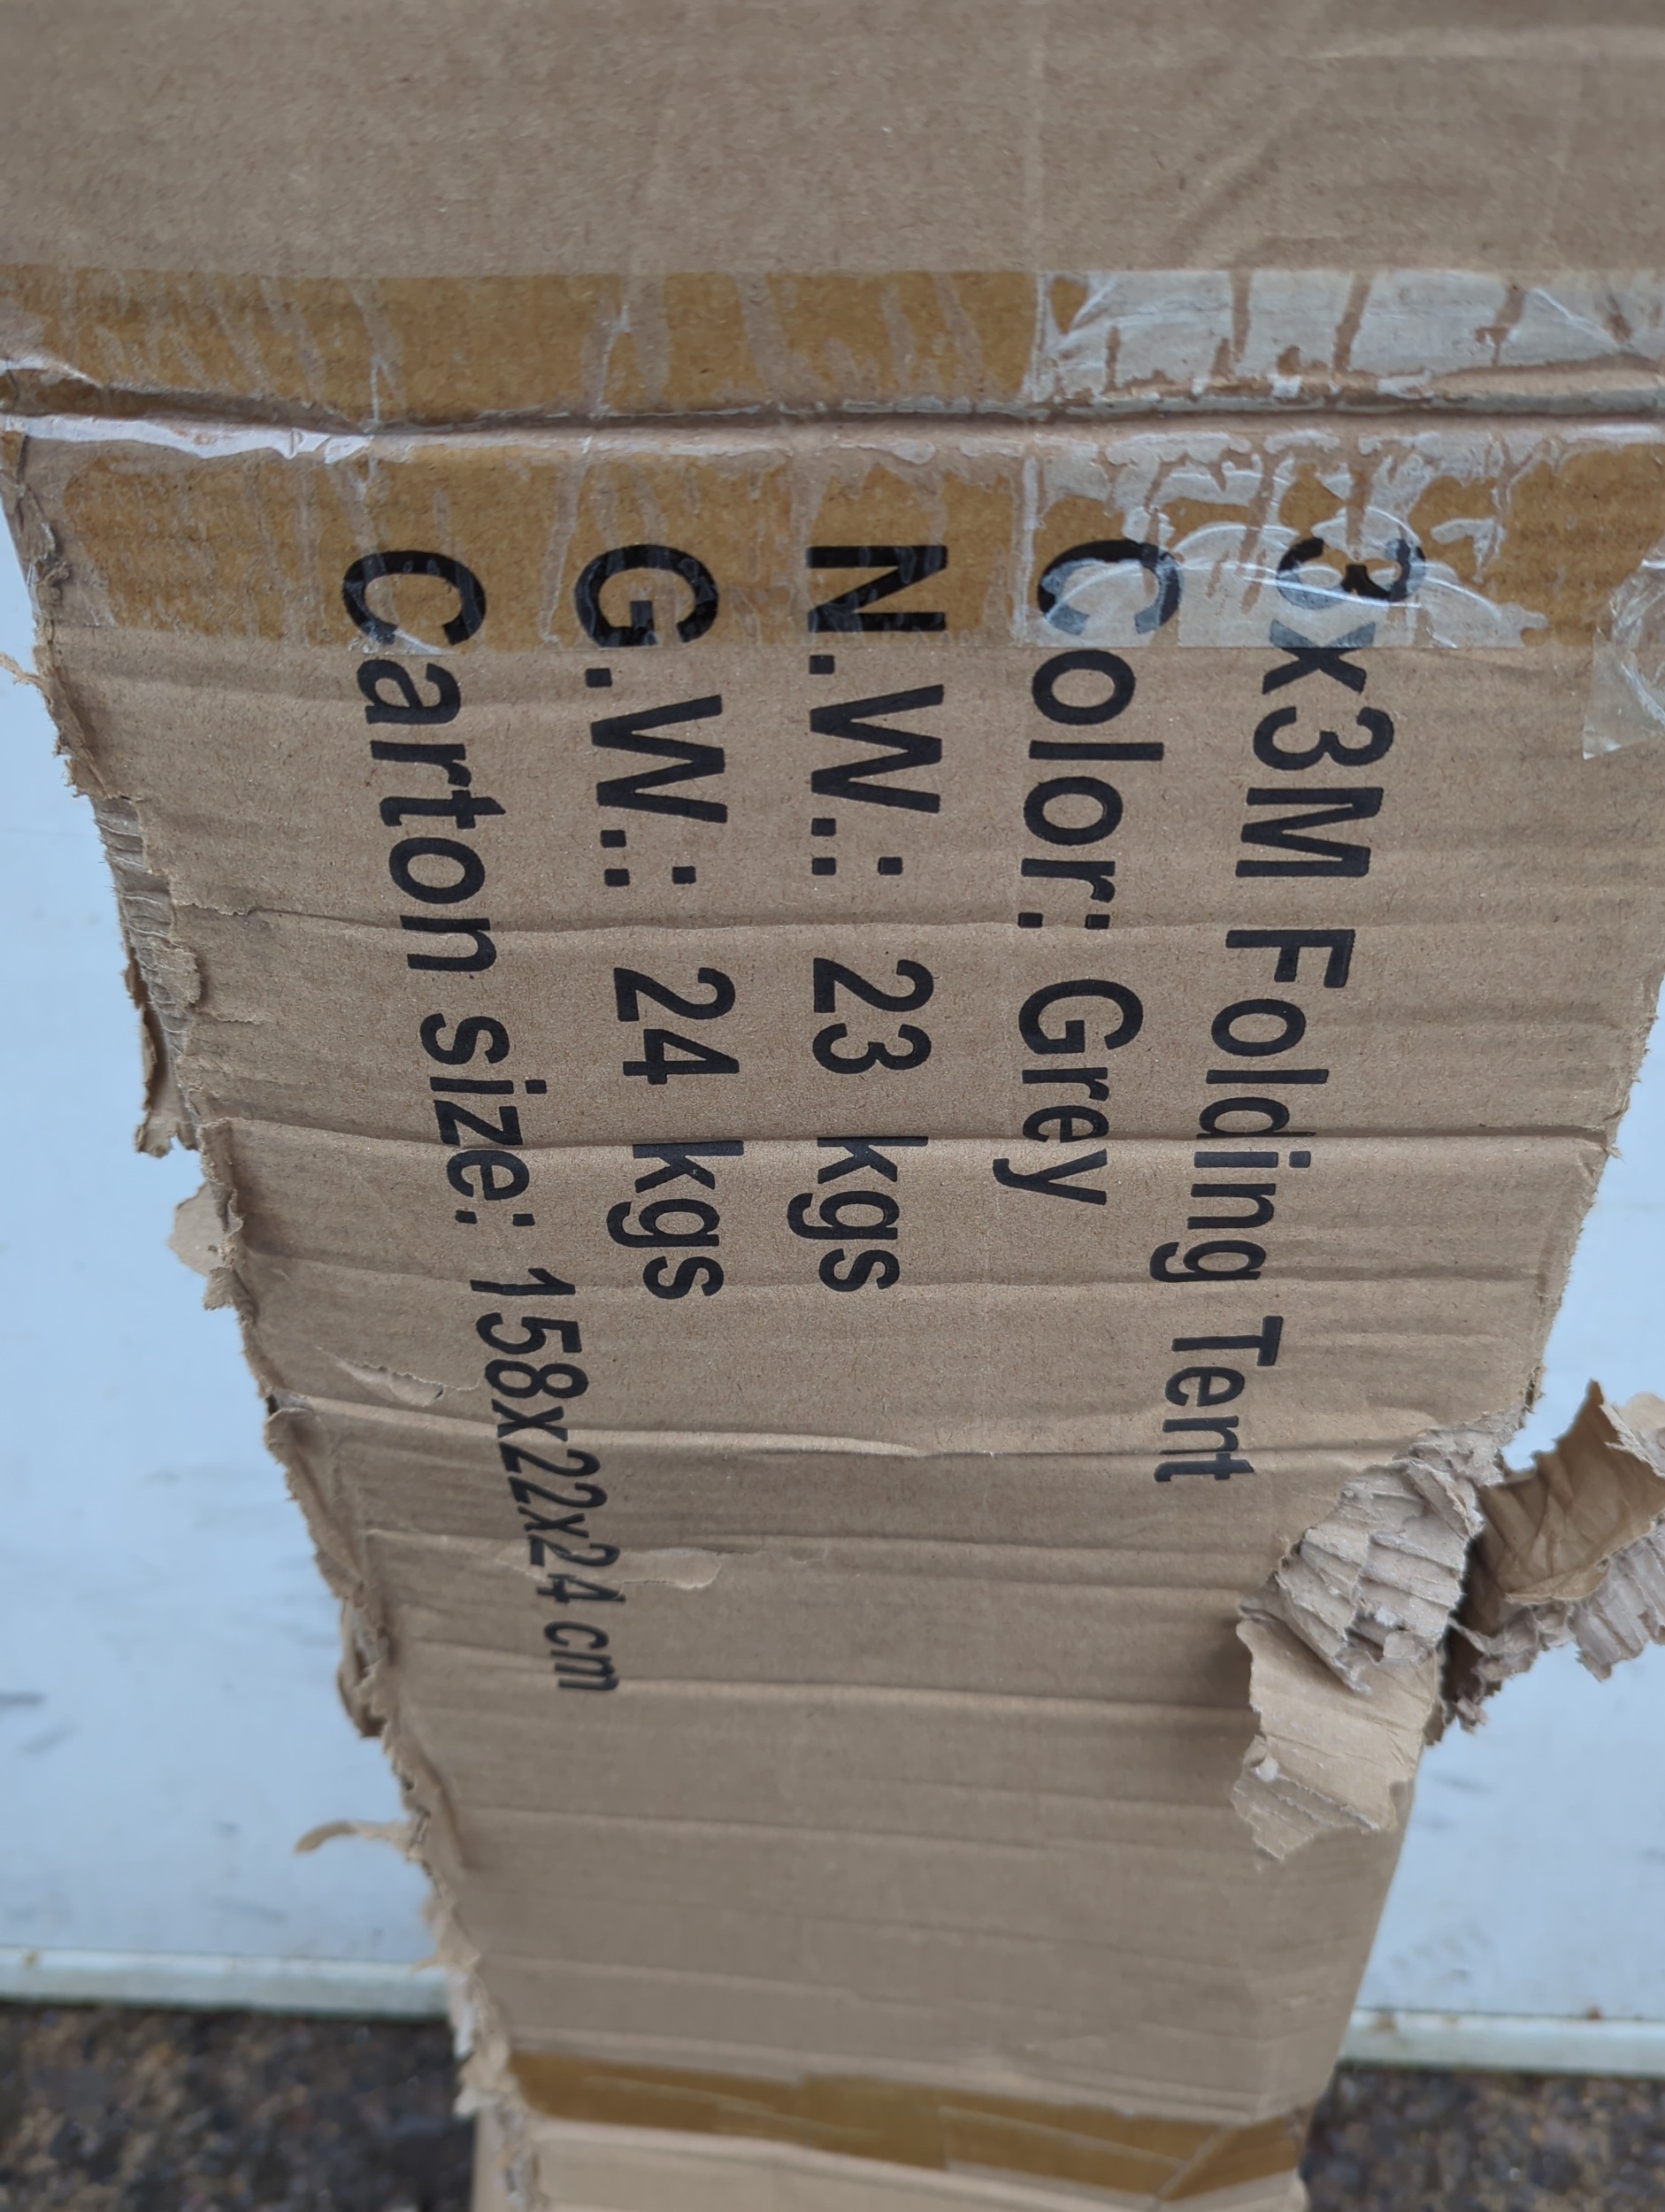 3x3M Folding Tent
Color: Grey
N.W.: 23 kgs
G.W.: 24 kgs
Carton size: 158x22x24 cm